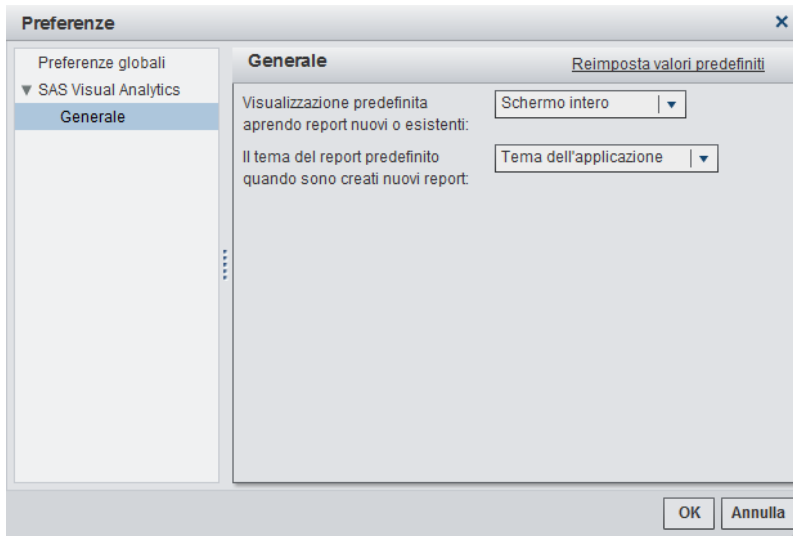 Preferenze
Preferenze globali
SAS Visual Analytics
Generale
Generale
Reimposta valori predefiniti
Visualizzazione predefinita
aprendo report nuovi o esistenti:
Schermo intero
Il tema del report predefinito
quando sono creati nuovi report:
Tema dell'applicazione
OK
Annulla